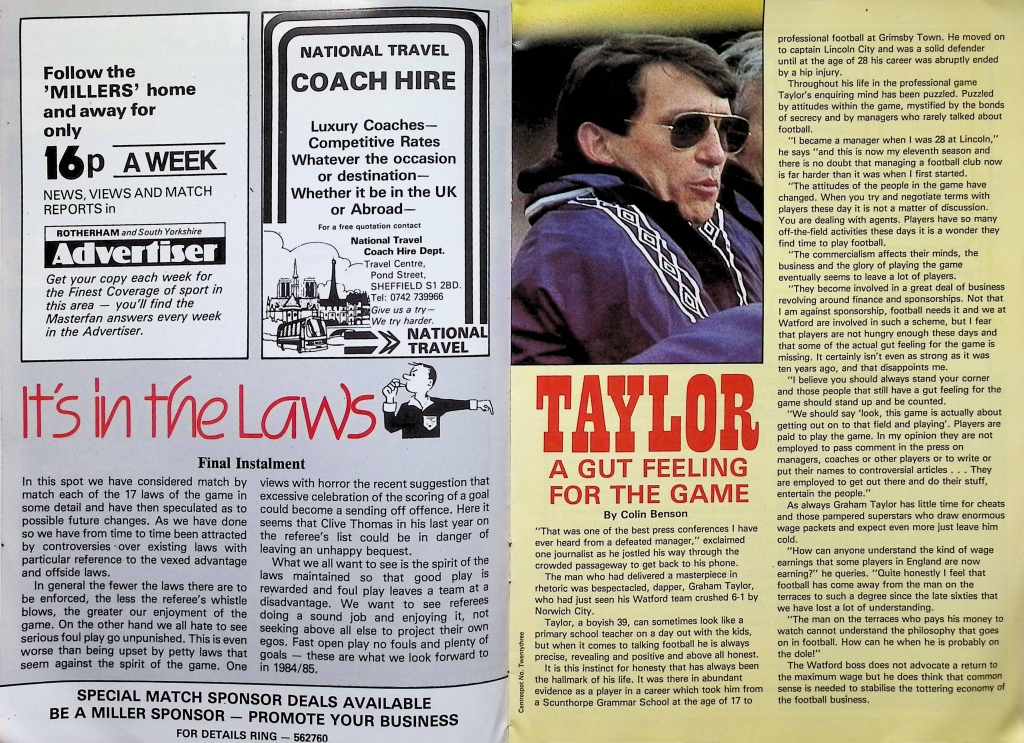 Follow the
'MILLERS' home
and away for
only
16p A WEEK
NEWS, VIEWS AND MATCH
REPORTS in
ROTHERHAM and South Yorkshire
Advertiser
Get your copy each week for
the Finest Coverage of sport in
this area — you'll find the
Masterfan answers every week
in the Advertiser.
NATIONAL TRAVEL
COACH HIRE
Luxury Coaches—
Competitive Rates
Whatever the occasion
or destination—
Whether it be in the UK
or Abroad—
For a free quotation contact
National Travel
Coach Hire Dept.
Travel Centre,
Pond Street,
SHEFFIELD S1 2BD.
Tel: 0742 739966
Give us a try—
We try harder.
NATIONAL
TRAVEL
It's in the Laws
Final Instalment
In this spot we have considered match by
match each of the 17 laws of the game in
some detail and have then speculated as to
possible future changes. As we have done
so we have from time to time been attracted
by controversies over existing laws with
particular reference to the vexed advantage
and offside laws.
In general the fewer the laws there are to
be enforced, the less the referee's whistle
blows, the greater our enjoyment of the
game. On the other hand we all hate to see
serious foul play go unpunished. This is even
worse than being upset by petty laws that
seem against the spirit of the game. One
views with horror the recent suggestion that
excessive celebration of the scoring of a goal
could become a sending off offence. Here it
seems that Clive Thomas in his last year on
the referee's list could be in danger of
leaving an unhappy bequest.
What we all want to see is the spirit of the
laws maintained so that good play is
rewarded and foul play leaves a team at a
disadvantage. We want to see referees
doing a sound job and enjoying it, not
seeking above all else to project their own
egos. Fast open play no fouls and plenty of
goals — these are what we look forward to
in 1984/85.
SPECIAL MATCH SPONSOR DEALS AVAILABLE
BE A MILLER SPONSOR — PROMOTE YOUR BUSINESS
FOR DETAILS RING — 562760
Centrespot No. Twentythree
TAYLOR
A GUT FEELING
FOR THE GAME
By Colin Benson
"That was one of the best press conferences I have
ever heard from a defeated manager," exclaimed
one journalist as he jostled his way through the
crowded passageway to get back to his phone.
The man who had delivered a masterpiece in
rhetoric was bespectacled, dapper, Graham Taylor,
who had just seen his Watford team crushed 6-1 by
Norwich City.
Taylor, a boyish 39, can sometimes look like a
primary school teacher on a day out with the kids,
but when it comes to talking football he is always
precise, revealing and positive and above all honest.
It is this instinct for honesty that has always been
the hallmark of his life. It was there in abundant
evidence as a player in a career which took him from
a Scunthorpe Grammar School at the age of 17 to
professional football at Grimsby Town. He moved on
to captain Lincoln City and was a solid defender
until at the age of 28 his career was abruptly ended
by a hip injury.
Throughout his life in the professional game
Taylor's enquiring mind has been puzzled. Puzzled
by attitudes within the game, mystified by the bonds
of secrecy and by managers who rarely talked about
football.
"I became a manager when I was 28 at Lincoln,"
he says "and this is now my eleventh season and
there is no doubt that managing a football club now
is far harder than it was when I first started.
"The attitudes of the people in the game have
changed. When you try and negotiate terms with
players these day it is not a matter of discussion.
You are dealing with agents. Players have so many
off-the-field activities these days it is a wonder they
find time to play football.
"The commercialism affects their minds, the
business and the glory of playing the game
eventually seems to leave a lot of players.
"They become involved in a great deal of business
revolving around finance and sponsorships. Not that
I am against sponsorship, football needs it and we at
Watford are involved in such a scheme, but I fear
that players are not hungry enough these days and
that some of the actual gut feeling for the game is
missing. It certainly isn't even as strong as it was
ten years ago, and that disappoints me.
"I believe you should always stand your corner
and those people that still have a gut feeling for the
game should stand up and be counted.
"We should say 'look, this game is actually about
getting out on to that field and playing'. Players are
paid to play the game. In my opinion they are not
employed to pass comment in the press on
managers, coaches or other players or to write or
put their names to controversial articles . . . They
are employed to get out there and do their stuff,
entertain the people."
As always Graham Taylor has little time for cheats
and those pampered superstars who draw enormous
wage packets and expect even more just leave him
cold.
"How can anyone understand the kind of wage
earnings that some players in England are now
earning?" he queries. "Quite honestly I feel that
football has come away from the man on the
terraces to such a degree since the late sixties that
we have lost a lot of understanding.
"The man on the terraces who pays his money to
watch cannot understand the philosophy that goes
on in football. How can he when he is probably on
the dole!"
The Watford boss does not advocate a return to
the maximum wage but he does think that common
sense is needed to stabilise the tottering economy of
the football business.